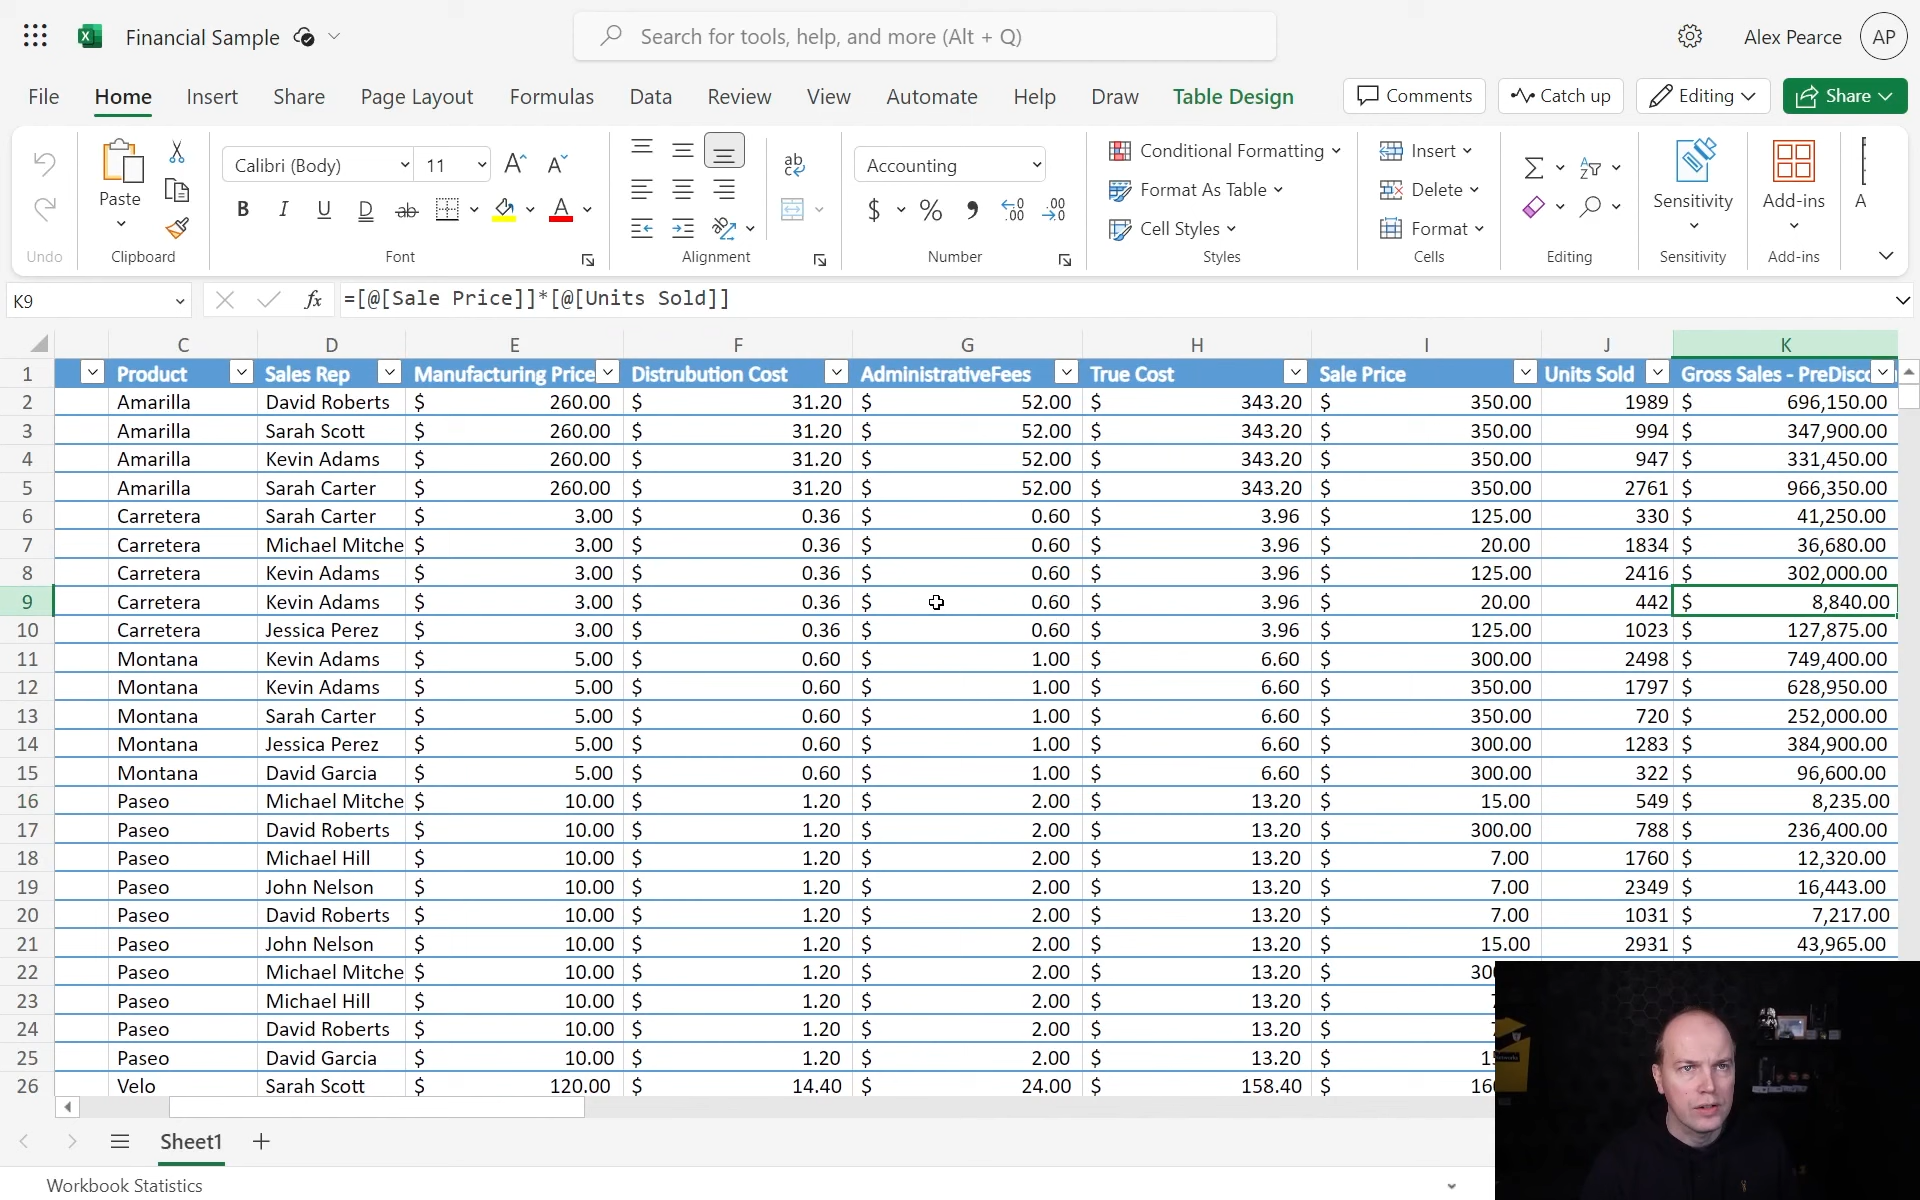 Financial Sample
Search for tools, help, and more (Alt + Q)
Alex Pearce AP
File Home Insert Share Page Layout Formulas Data Review View Automate Help Draw Table Design Comments Catch up Editing Share
Paste Calibri (Body) 11 A A ab Accounting Conditional Formatting Insert Sensitivity Add-ins A
B I U D ab A $ % 9 Format As Table Delete
Cell Styles Format
Undo Clipboard Font Alignment Number Styles Cells Editing Sensitivity Add-ins
K9 fx =[@[Sale Price]]*[@[Units Sold]]
C D E F G H I J K
1 Product Sales Rep Manufacturing Price Distrubution Cost AdministrativeFees True Cost Sale Price Units Sold Gross Sales - PreDisco
2 Amarilla David Roberts $ 260.00 $ 31.20 $ 52.00 $ 343.20 $ 350.00 1989 $ 696,150.00
3 Amarilla Sarah Scott $ 260.00 $ 31.20 $ 52.00 $ 343.20 $ 350.00 994 $ 347,900.00
4 Amarilla Kevin Adams $ 260.00 $ 31.20 $ 52.00 $ 343.20 $ 350.00 947 $ 331,450.00
5 Amarilla Sarah Carter $ 260.00 $ 31.20 $ 52.00 $ 343.20 $ 350.00 2761 $ 966,350.00
6 Carretera Sarah Carter $ 3.00 $ 0.36 $ 0.60 $ 3.96 $ 125.00 330 $ 41,250.00
7 Carretera Michael Mitche $ 3.00 $ 0.36 $ 0.60 $ 3.96 $ 20.00 1834 $ 36,680.00
8 Carretera Kevin Adams $ 3.00 $ 0.36 $ 0.60 $ 3.96 $ 125.00 2416 $ 302,000.00
9 Carretera Kevin Adams $ 3.00 $ 0.36 $ 0.60 $ 3.96 $ 20.00 442 $ 8,840.00
10 Carretera Jessica Perez $ 3.00 $ 0.36 $ 0.60 $ 3.96 $ 125.00 1023 $ 127,875.00
11 Montana Kevin Adams $ 5.00 $ 0.60 $ 1.00 $ 6.60 $ 300.00 2498 $ 749,400.00
12 Montana Kevin Adams $ 5.00 $ 0.60 $ 1.00 $ 6.60 $ 350.00 1797 $ 628,950.00
13 Montana Sarah Carter $ 5.00 $ 0.60 $ 1.00 $ 6.60 $ 350.00 720 $ 252,000.00
14 Montana Jessica Perez $ 5.00 $ 0.60 $ 1.00 $ 6.60 $ 300.00 1283 $ 384,900.00
15 Montana David Garcia $ 5.00 $ 0.60 $ 1.00 $ 6.60 $ 300.00 322 $ 96,600.00
16 Paseo Michael Mitche $ 10.00 $ 1.20 $ 2.00 $ 13.20 $ 15.00 549 $ 8,235.00
17 Paseo David Roberts $ 10.00 $ 1.20 $ 2.00 $ 13.20 $ 300.00 788 $ 236,400.00
18 Paseo Michael Hill $ 10.00 $ 1.20 $ 2.00 $ 13.20 $ 7.00 1760 $ 12,320.00
19 Paseo John Nelson $ 10.00 $ 1.20 $ 2.00 $ 13.20 $ 7.00 2349 $ 16,443.00
20 Paseo David Roberts $ 10.00 $ 1.20 $ 2.00 $ 13.20 $ 7.00 1031 $ 7,217.00
21 Paseo John Nelson $ 10.00 $ 1.20 $ 2.00 $ 13.20 $ 15.00 2931 $ 43,965.00
22 Paseo Michael Mitche $ 10.00 $ 1.20 $ 2.00 $ 13.20 $
23 Paseo Michael Hill $ 10.00 $ 1.20 $ 2.00 $ 13.20 $
24 Paseo David Roberts $ 10.00 $ 1.20 $ 2.00 $ 13.20 $
25 Paseo David Garcia $ 10.00 $ 1.20 $ 2.00 $ 13.20 $
26 Velo Sarah Scott $ 120.00 $ 14.40 $ 24.00 $ 158.40 $
Sheet1
Workbook Statistics